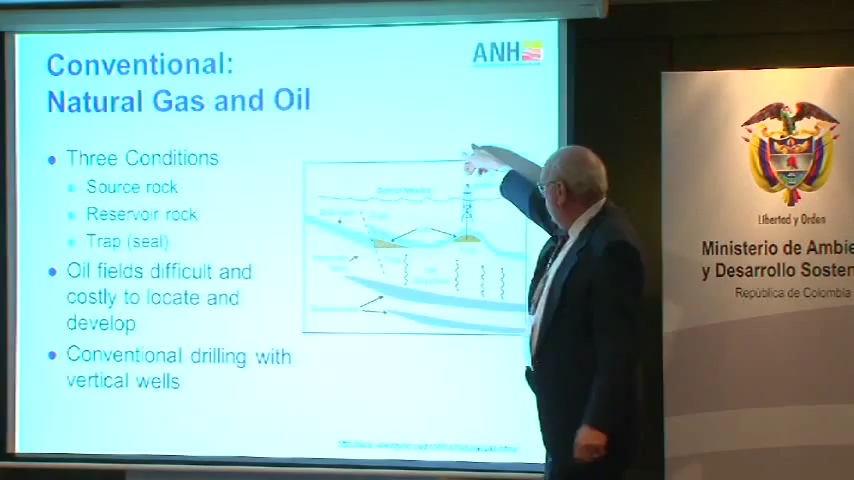 Conventional:
Natural Gas and Oil
ANH
Three Conditions
Source rock
Reservoir rock
Trap (seal)
Oil fields difficult and
costly to locate and
develop
Conventional drilling with
vertical wells
Libertad y Orden
Ministerio de Ambie
y Desarrollo Sosten
República de Colombia